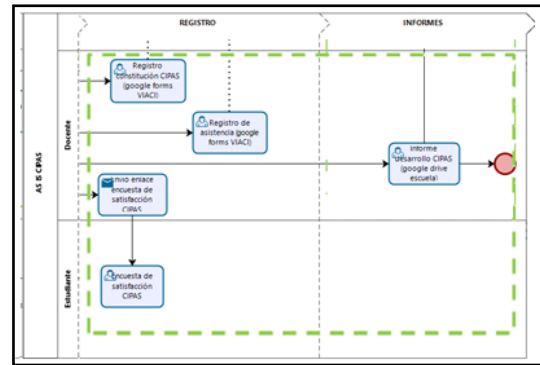 REGISTRO
INFORMES
AS IS CIPAS
Docente
Estudiante
Registro
constitución CIPAS
(google forms
VIACI)
Registro de
asistencia (google
forms VIACI)
Informe
desarrollo CIPAS
(google drive
escuela)
Envio enlace
encuesta de
satisfacción
CIPAS
Encuesta de
satisfacción
CIPAS